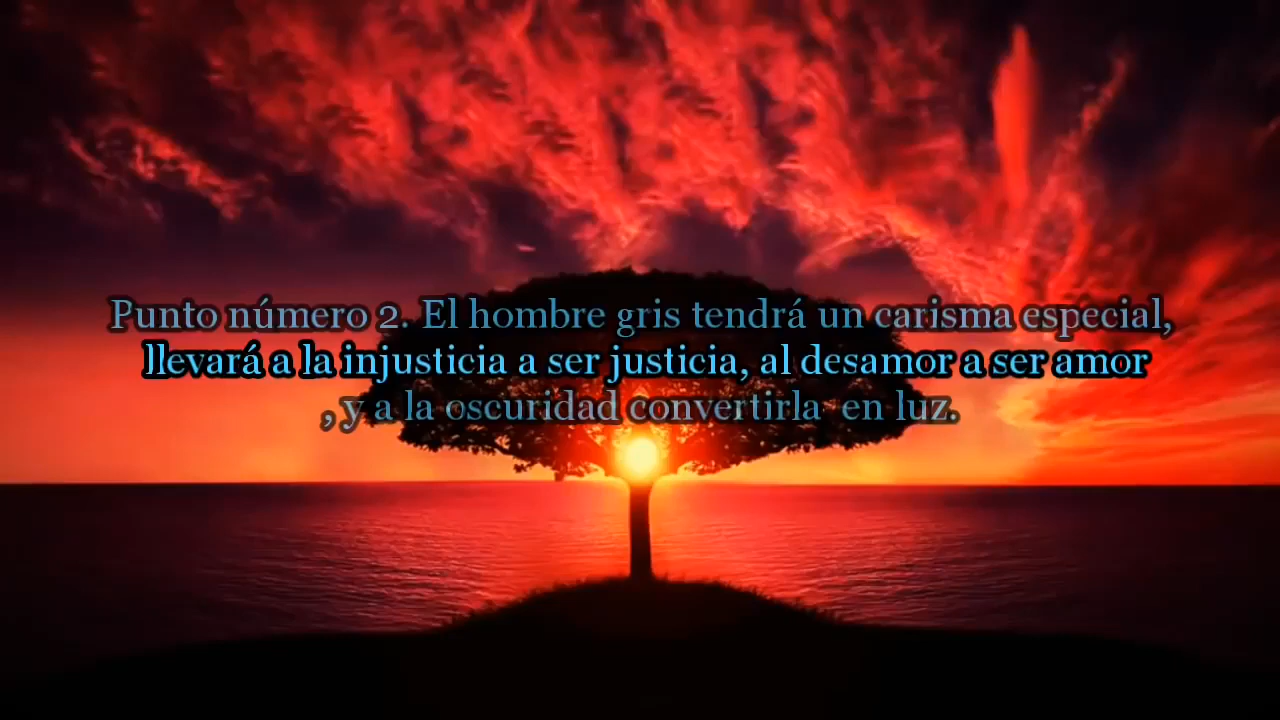 Punto número 2. El hombre gris tendrá un carisma especial,
llevará a la injusticia a ser justicia, al desamor a ser amor
, y a la oscuridad convertirla  en luz.